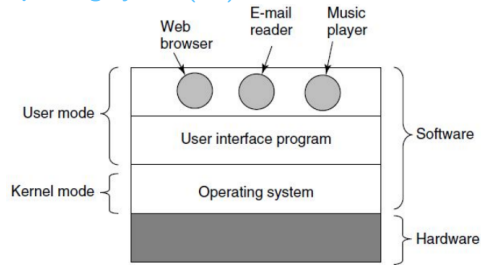 Web
browser
E-mail
reader
Music
player
User mode
User interface program
Software
Kernel mode
Operating system
Hardware